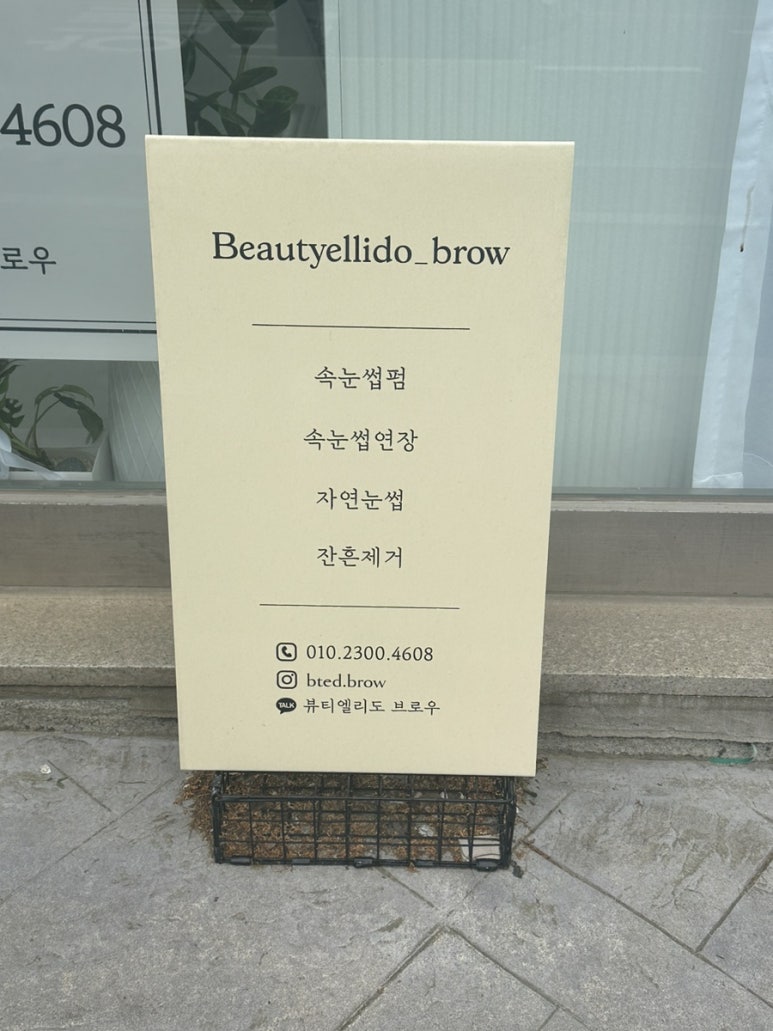 4608
로우
Beautyellido_brow
속눈썹펌
속눈썹연장
자연눈썹
잔흔제거
010.2300.4608
bted.brow
TALK 뷰티엘리도 브로우